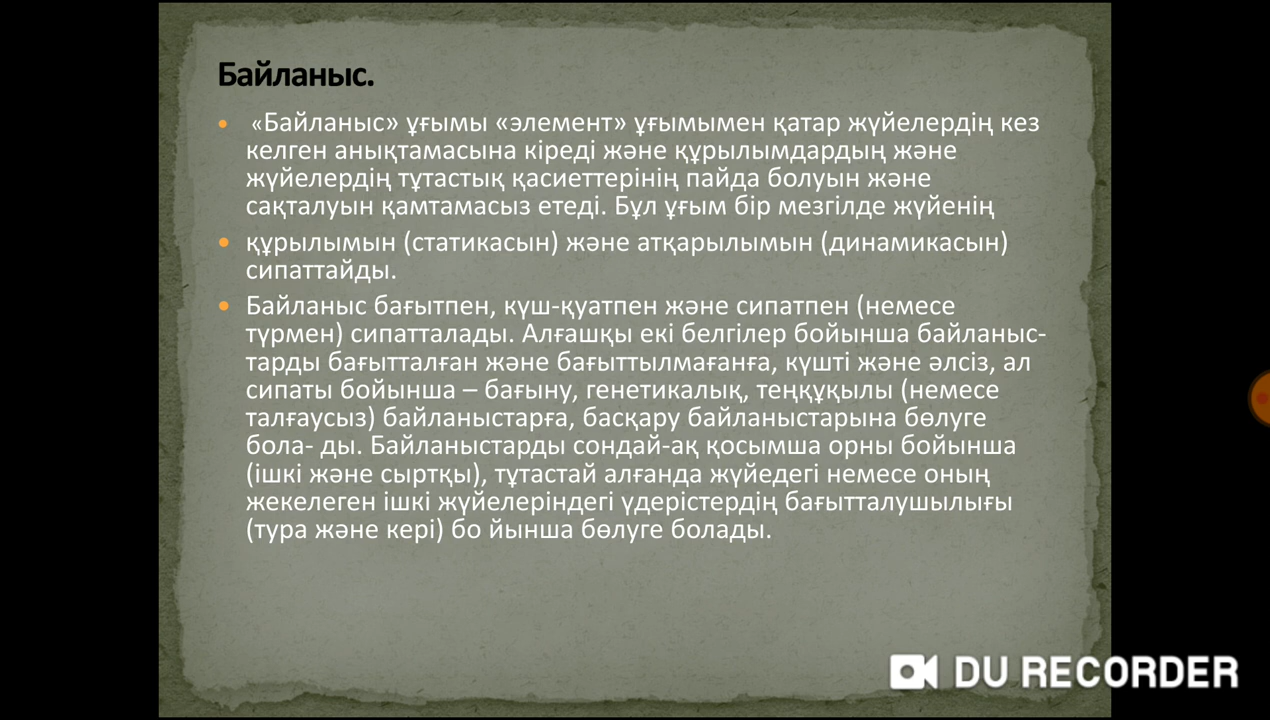 Байланыс.
• «Байланыс» ұғымы «элемент» ұғымымен қатар жүйелердің кез
келген анықтамасына кіреді және құрылымдардың және
жүйелердің тұтастық қасиеттерінің пайда болуын және
сақталуын қамтамасыз етеді. Бұл ұғым бір мезгілде жүйенің
• құрылымын (статикасын) және атқарылымын (динамикасын)
сипаттайды.
• Байланыс бағытпен, күш-қуатпен және сипатпен (немесе
түрмен) сипатталады. Алғашқы екі белгілер бойынша байланыс-
тарды бағытталған және бағыттылмағанға, күшті және әлсіз, ал
сипаты бойынша – бағыну, генетикалық, теңқұқылы (немесе
талғаусыз) байланыстарға, басқару байланыстарына бөлуге
бола- ды. Байланыстарды сондай-ақ қосымша орны бойынша
(ішкі және сыртқы), тұтастай алғанда жүйедегі немесе оның
жекелеген ішкі жүйелеріндегі үдерістердің бағытталушылығы
(тура және кері) бо йынша бөлуге болады.
DU RECORDER